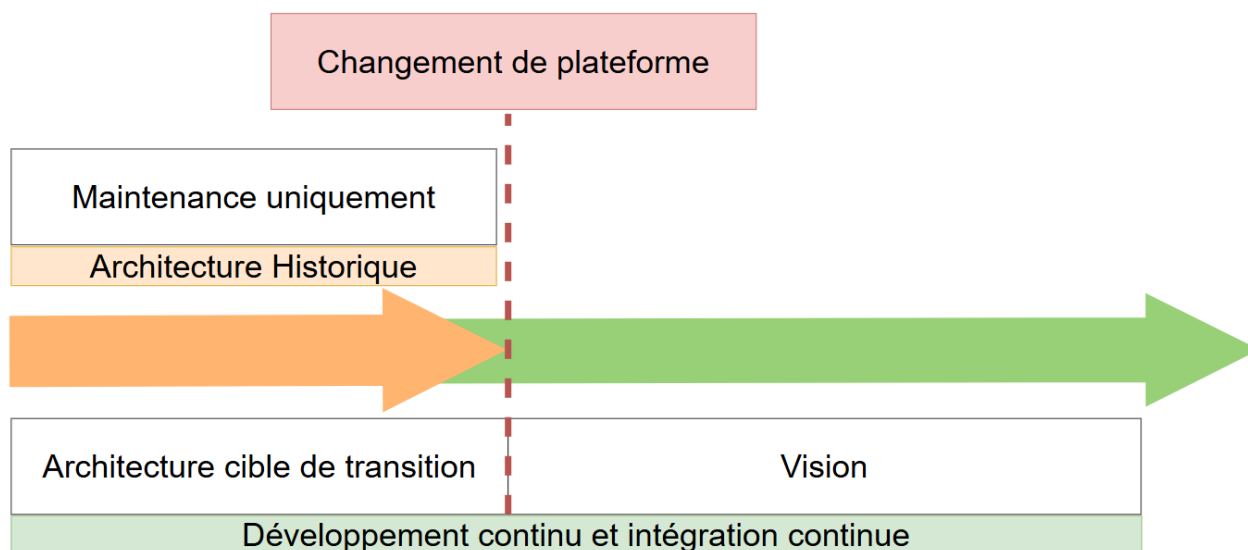 Changement de plateforme
Maintenance uniquement
Architecture Historique
Architecture cible de transition
Vision
Développement continu et intégration continue